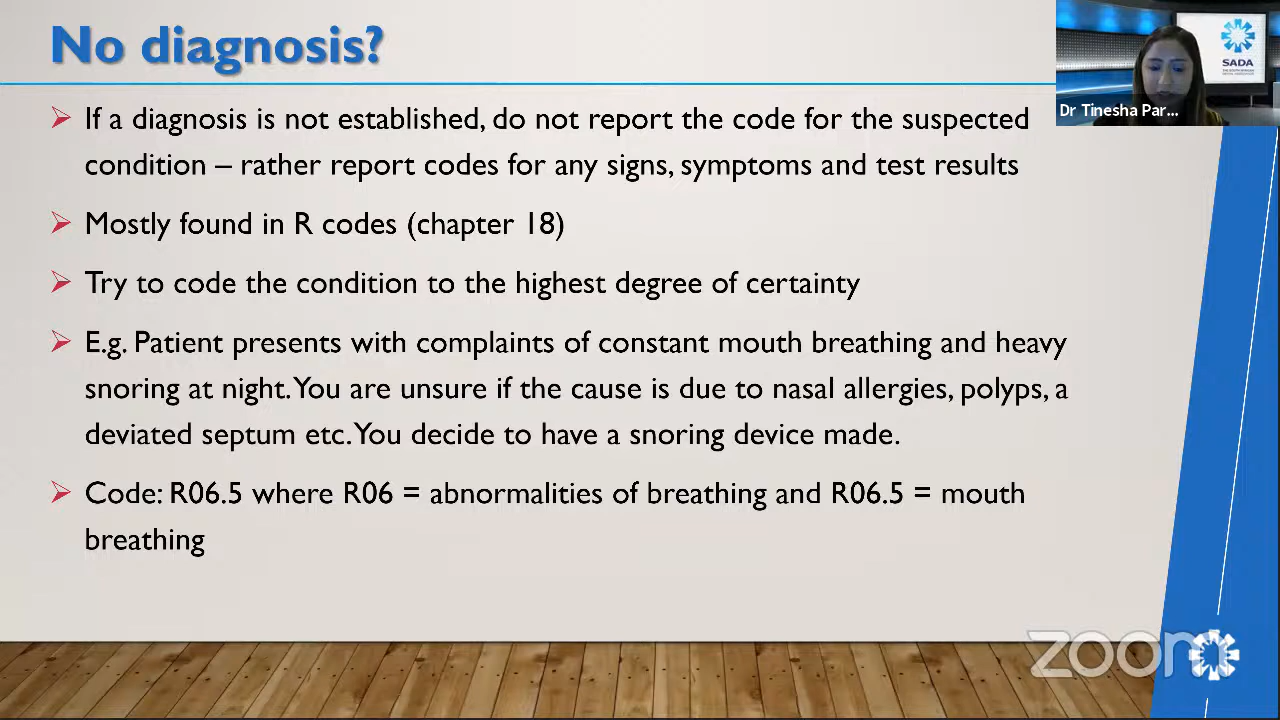 No diagnosis?
SADA
Dr Tinesha Par...
➢ If a diagnosis is not established, do not report the code for the suspected
condition – rather report codes for any signs, symptoms and test results
➢ Mostly found in R codes (chapter 18)
➢ Try to code the condition to the highest degree of certainty
➢ E.g. Patient presents with complaints of constant mouth breathing and heavy
snoring at night. You are unsure if the cause is due to nasal allergies, polyps, a
deviated septum etc. You decide to have a snoring device made.
➢ Code: R06.5 where R06 = abnormalities of breathing and R06.5 = mouth
breathing
zoom